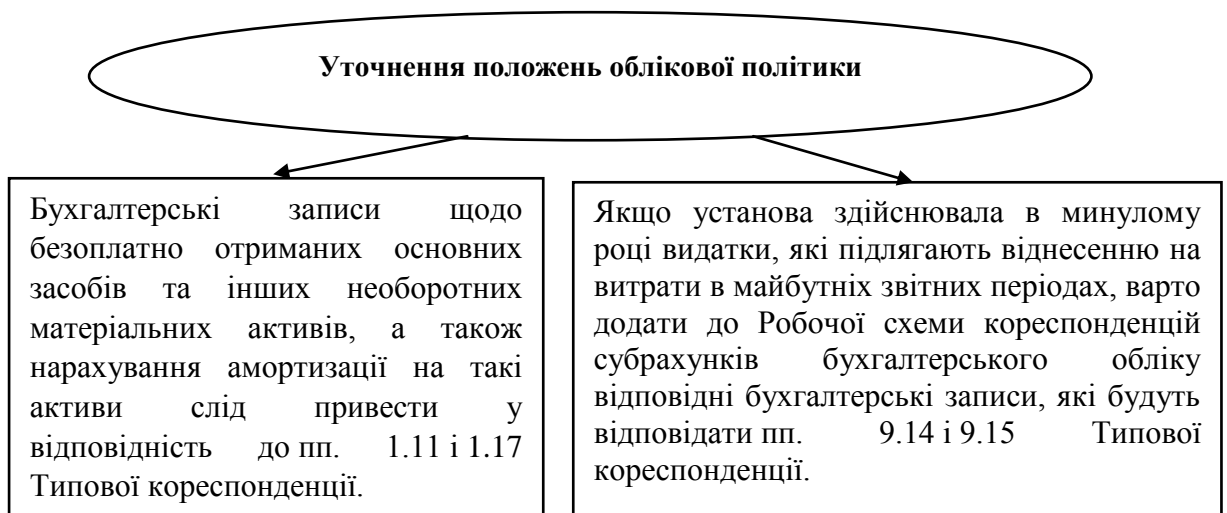 Уточнення положень облікової політики
Бухгалтерські записи щодо
безоплатно отриманих основних
засобів та інших необоротних
матеріальних активів, а також
нарахування амортизації на такі
активи слід привести у
відповідність до пп. 1.11 і 1.17
Типової кореспонденції.
Якщо установа здійснювала в минулому
році видатки, які підлягають віднесенню на
витрати в майбутніх звітних періодах, варто
додати до Робочої схеми кореспонденцій
субрахунків бухгалтерського обліку
відповідні бухгалтерські записи, які будуть
відповідати пп. 9.14 і 9.15 Типової
кореспонденції.